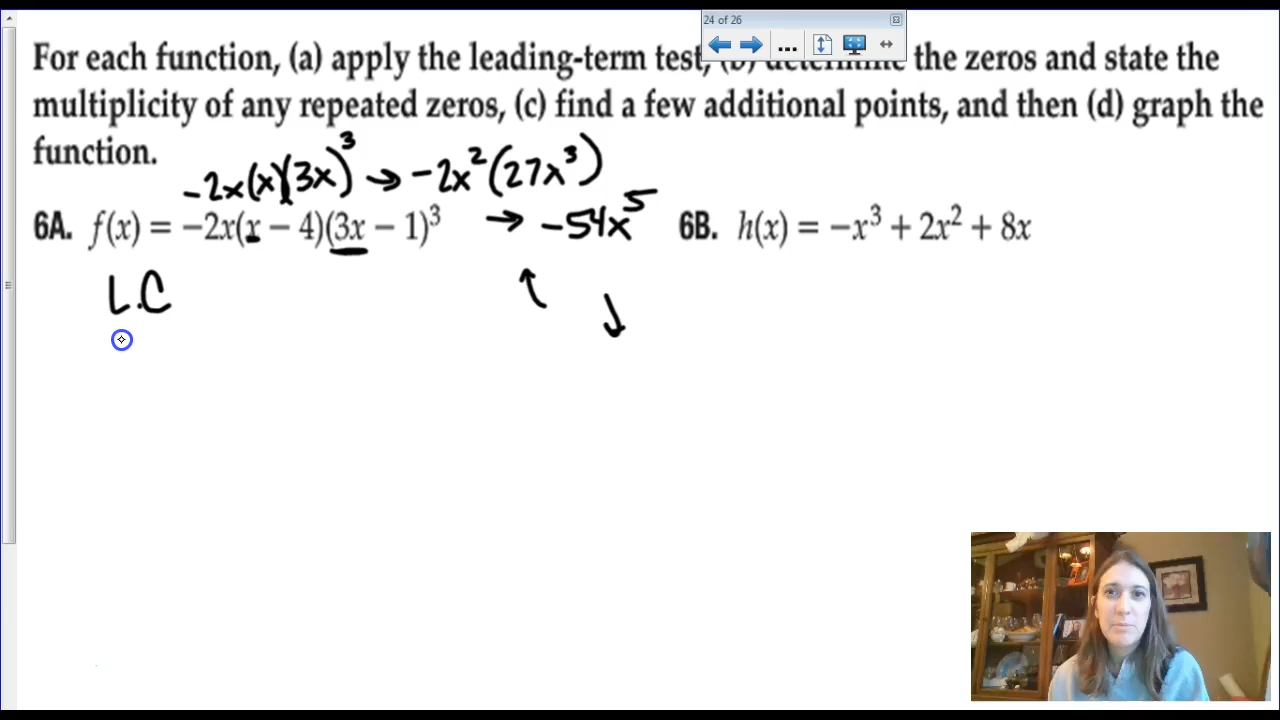 24 of 26
For each function, (a) apply the leading-term test, (b) determine the zeros and state the
multiplicity of any repeated zeros, (c) find a few additional points, and then (d) graph the
function.
-2x(x)(3x)³ → -2x²(27x³)
6A. f(x) = −2x(x − 4)(3x − 1)³ → -54x⁵ 6B. h(x) = −x³ + 2x² + 8x
L.C